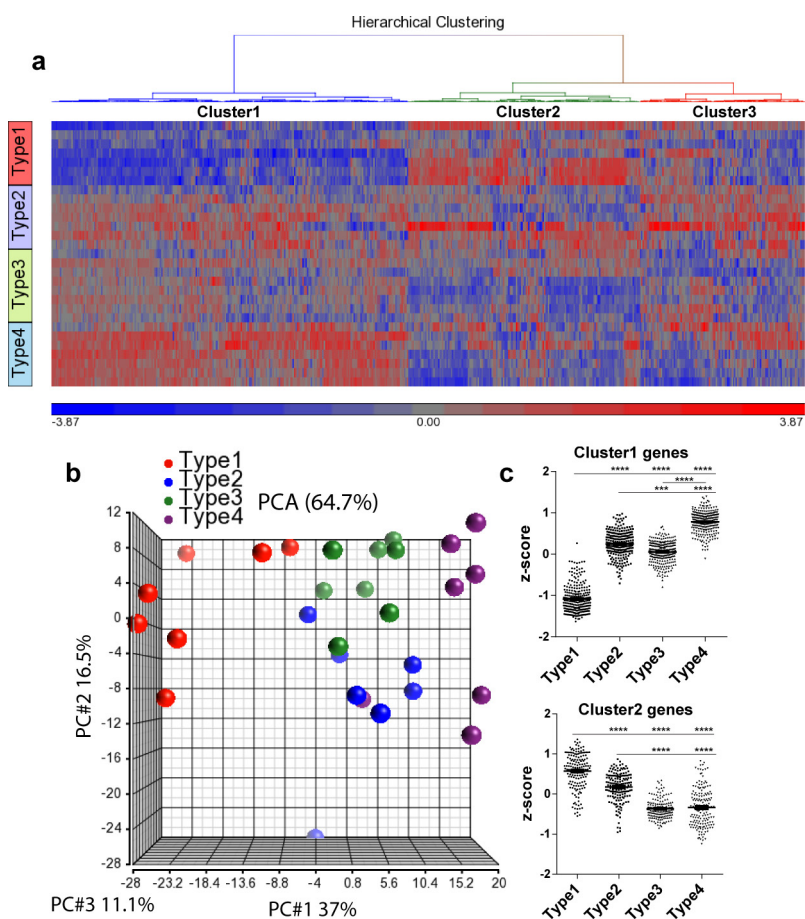 Hierarchical Clustering
a
Cluster1 Cluster2 Cluster3
Type1
Type2
Type3
Type4
-3.87 0.00 3.87
b
Type1
Type2
Type3
Type4
PCA (64.7%)
12
8
4
0
-4
-8
-12
-16
-20
-24
-28
PC#2 16.5%
-28 -23.2 -18.4 -13.6 -8.8 -4 0.8 5.6 10.4 15.2 20
PC#3 11.1% PC#1 37%
c
Cluster1 genes
**** **** ****
****
*** ****
2
1
0
-1
-2
z-score
Type1 Type2 Type3 Type4
Cluster2 genes
**** **** ****
**** ****
2
1
0
-1
-2
z-score
Type1 Type2 Type3 Type4